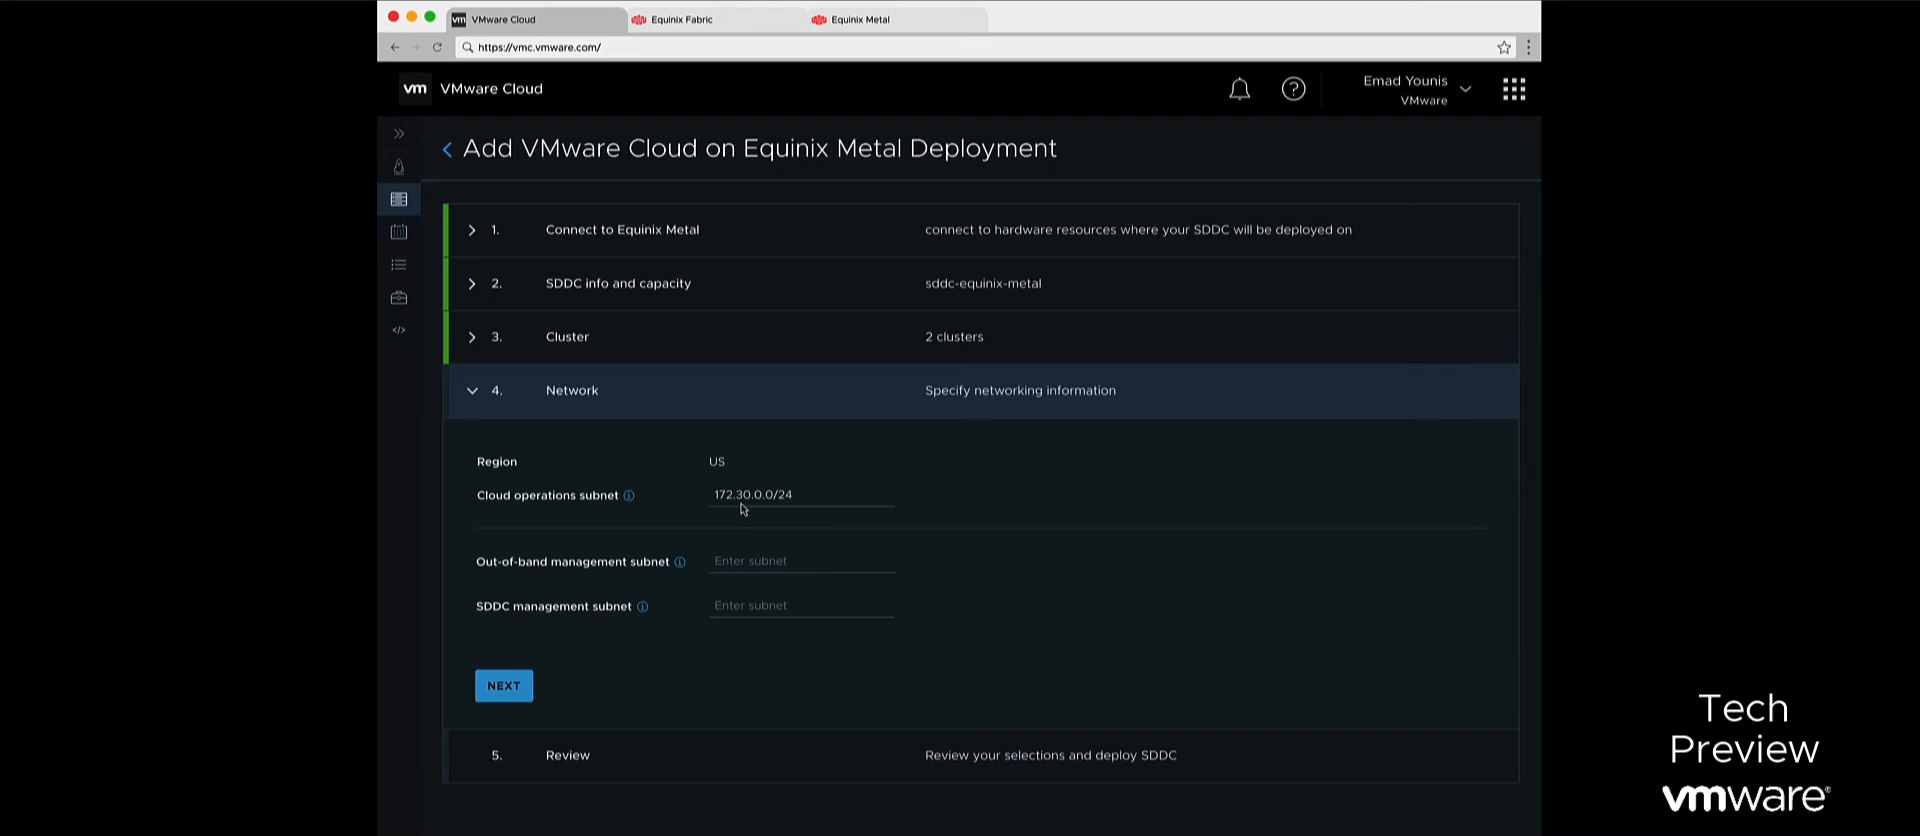 VMware Cloud
Equinix Fabric
Equinix Metal
https://vmc.vmware.com/
vm
VMware Cloud
?
Emad Younis
VMware
Add VMware Cloud on Equinix Metal Deployment
1. Connect to Equinix Metal connect to hardware resources where your SDDC will be deployed on
2. SDDC info and capacity sddc-equinix-metal
3. Cluster 2 clusters
4. Network Specify networking information
Region US
Cloud operations subnet 172.30.0.0/24
Out-of-band management subnet Enter subnet
SDDC management subnet Enter subnet
NEXT
5. Review Review your selections and deploy SDDC
Tech
Preview
vmware®